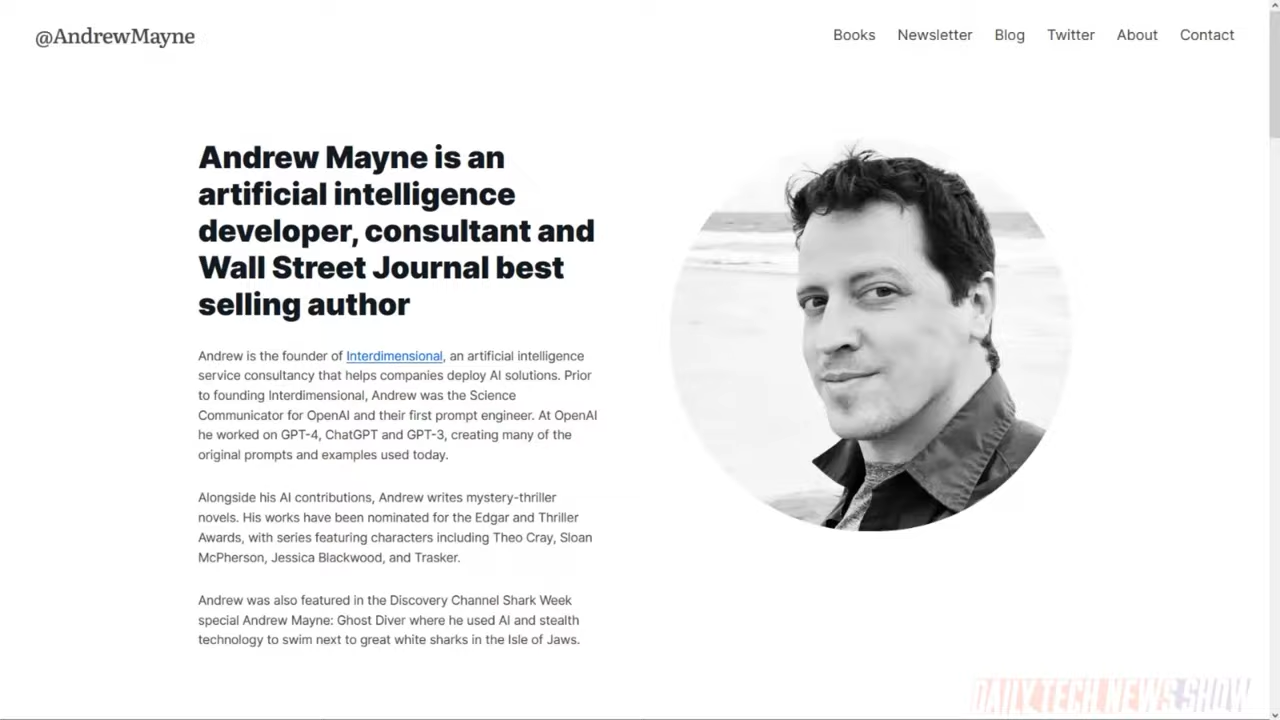 @AndrewMayne
Books Newsletter Blog Twitter About Contact
Andrew Mayne is an
artificial intelligence
developer, consultant and
Wall Street Journal best
selling author
Andrew is the founder of Interdimensional, an artificial intelligence
service consultancy that helps companies deploy AI solutions. Prior
to founding Interdimensional, Andrew was the Science
Communicator for OpenAI and their first prompt engineer. At OpenAI
he worked on GPT-4, ChatGPT and GPT-3, creating many of the
original prompts and examples used today.
Alongside his AI contributions, Andrew writes mystery-thriller
novels. His works have been nominated for the Edgar and Thriller
Awards, with series featuring characters including Theo Cray, Sloan
McPherson, Jessica Blackwood, and Trasker.
Andrew was also featured in the Discovery Channel Shark Week
special Andrew Mayne: Ghost Diver where he used AI and stealth
technology to swim next to great white sharks in the Isle of Jaws.
DAILY TECH NEWS SHOW